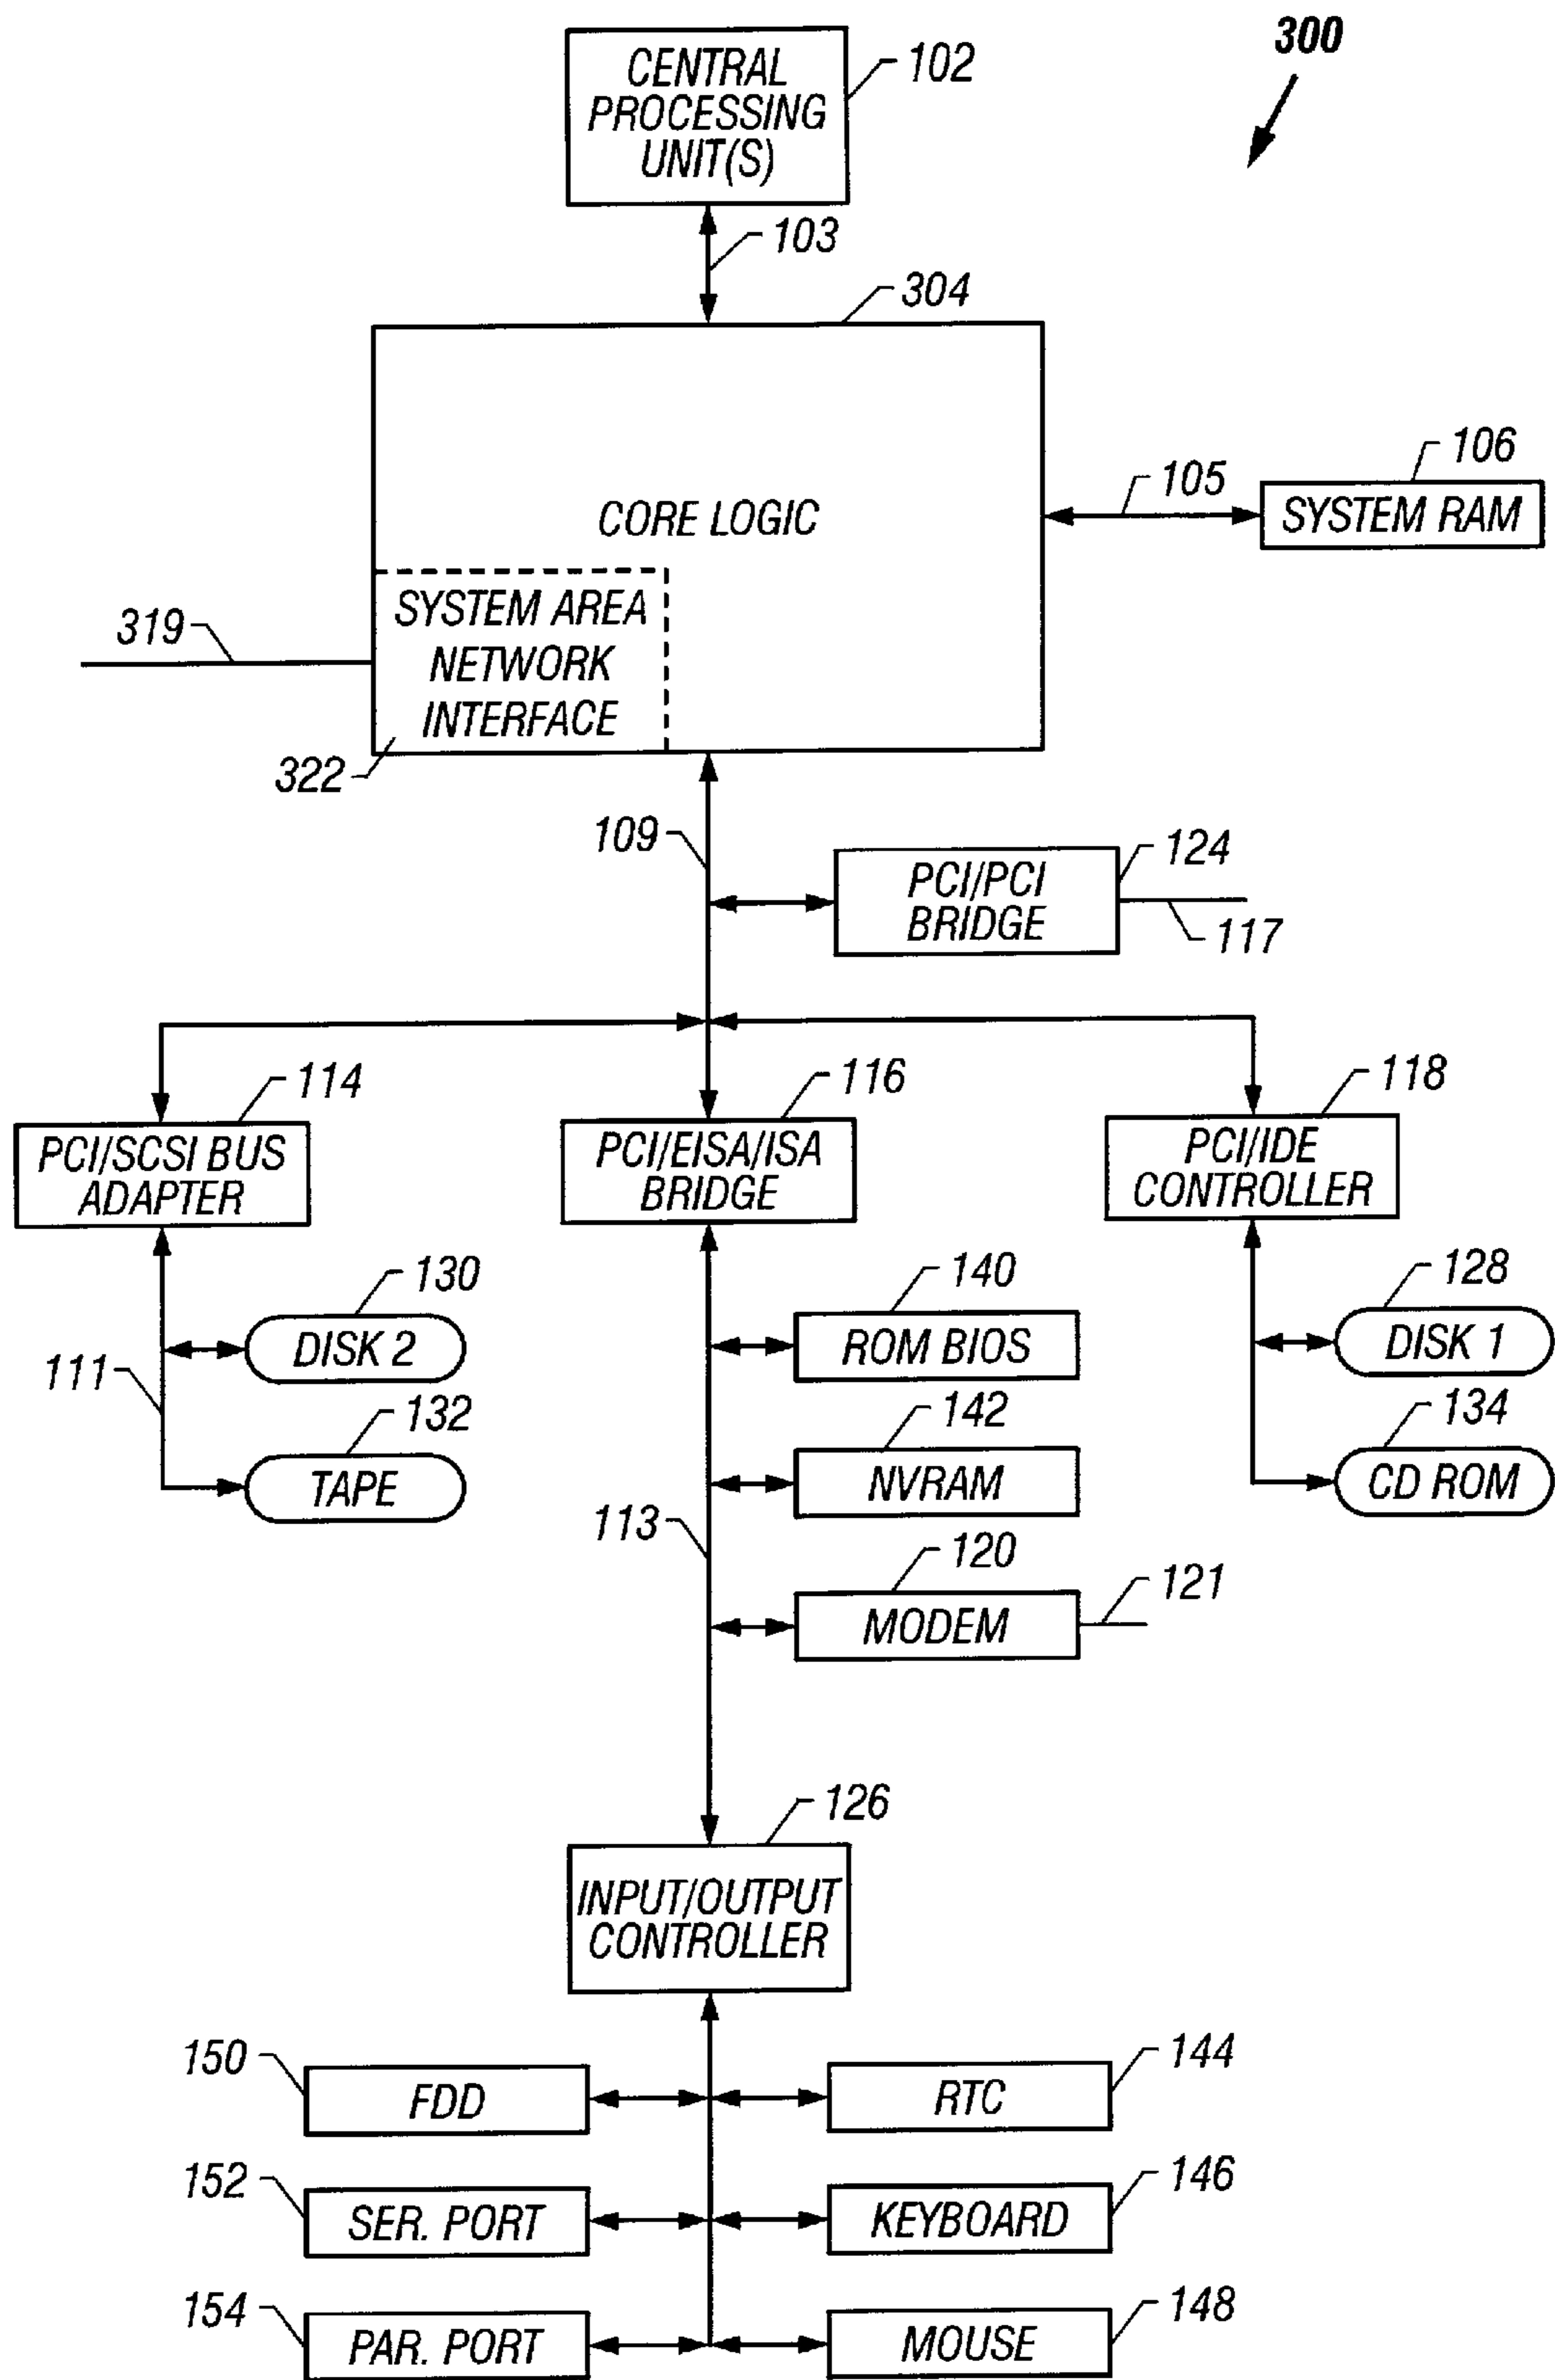 300
CENTRAL
PROCESSING
UNIT(S)
102
103
304
CORE LOGIC
106
105
SYSTEM RAM
SYSTEM AREA
NETWORK
INTERFACE
319
322
109
124
PCI/PCI
BRIDGE
117
114
PCI/SCSI BUS
ADAPTER
116
PCI/EISA/ISA
BRIDGE
118
PCI/IDE
CONTROLLER
130
DISK 2
111
132
TAPE
140
ROM BIOS
142
NVRAM
113
120
MODEM
121
128
DISK 1
134
CD ROM
126
INPUT/OUTPUT
CONTROLLER
150
FDD
144
RTC
152
SER. PORT
146
KEYBOARD
154
PAR. PORT
148
MOUSE